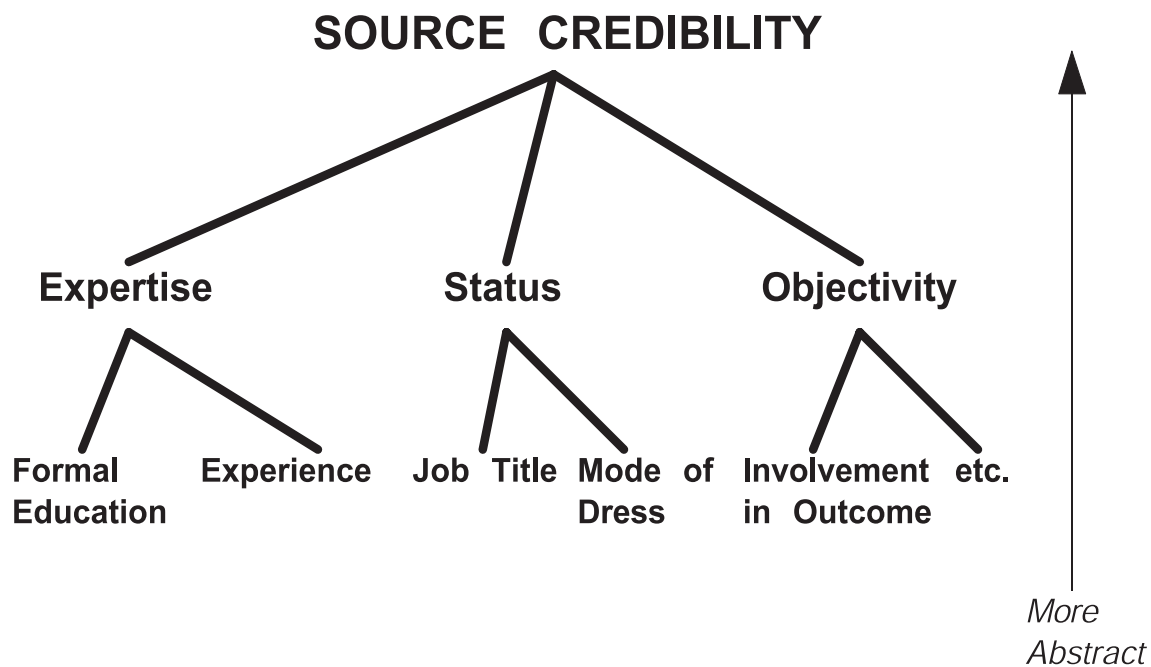 SOURCE CREDIBILITY
Expertise Status Objectivity
Formal Experience Job Title Mode of Involvement etc.
Education Dress in Outcome
More
Abstract